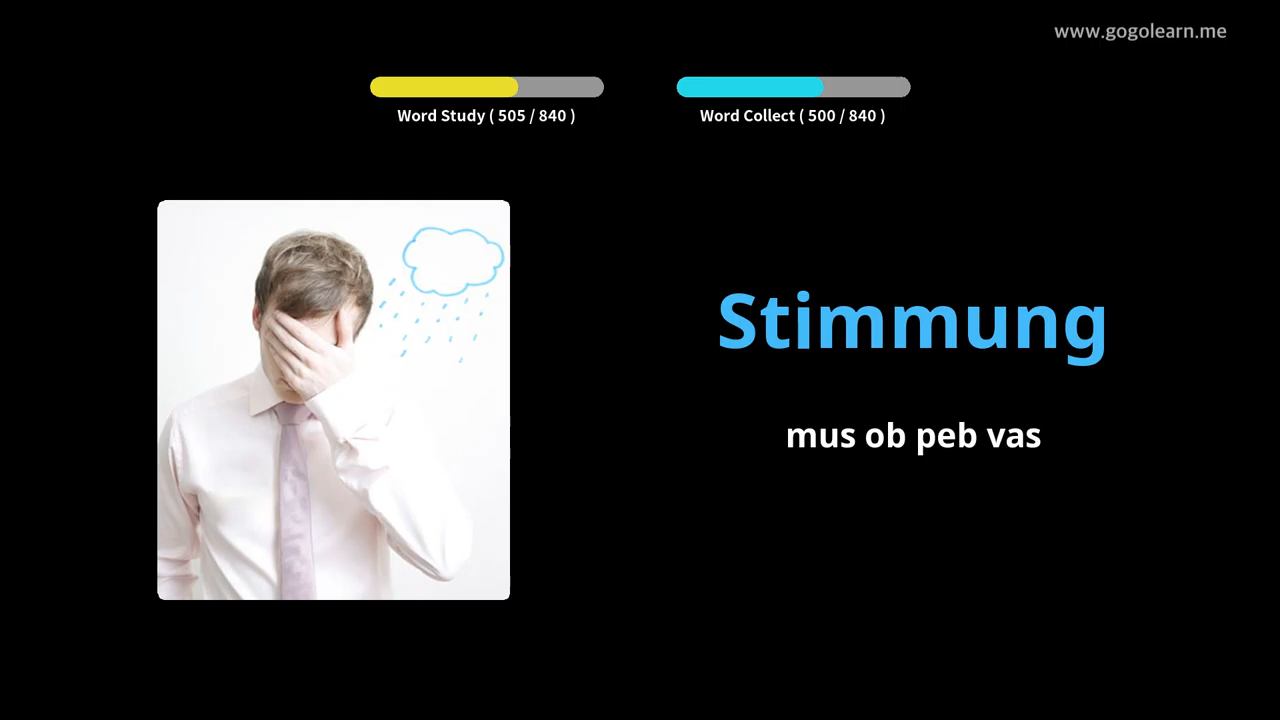 www.gogolearn.me
Word Study ( 505 / 840 )
Word Collect ( 500 / 840 )
Stimmung
mus ob peb vas